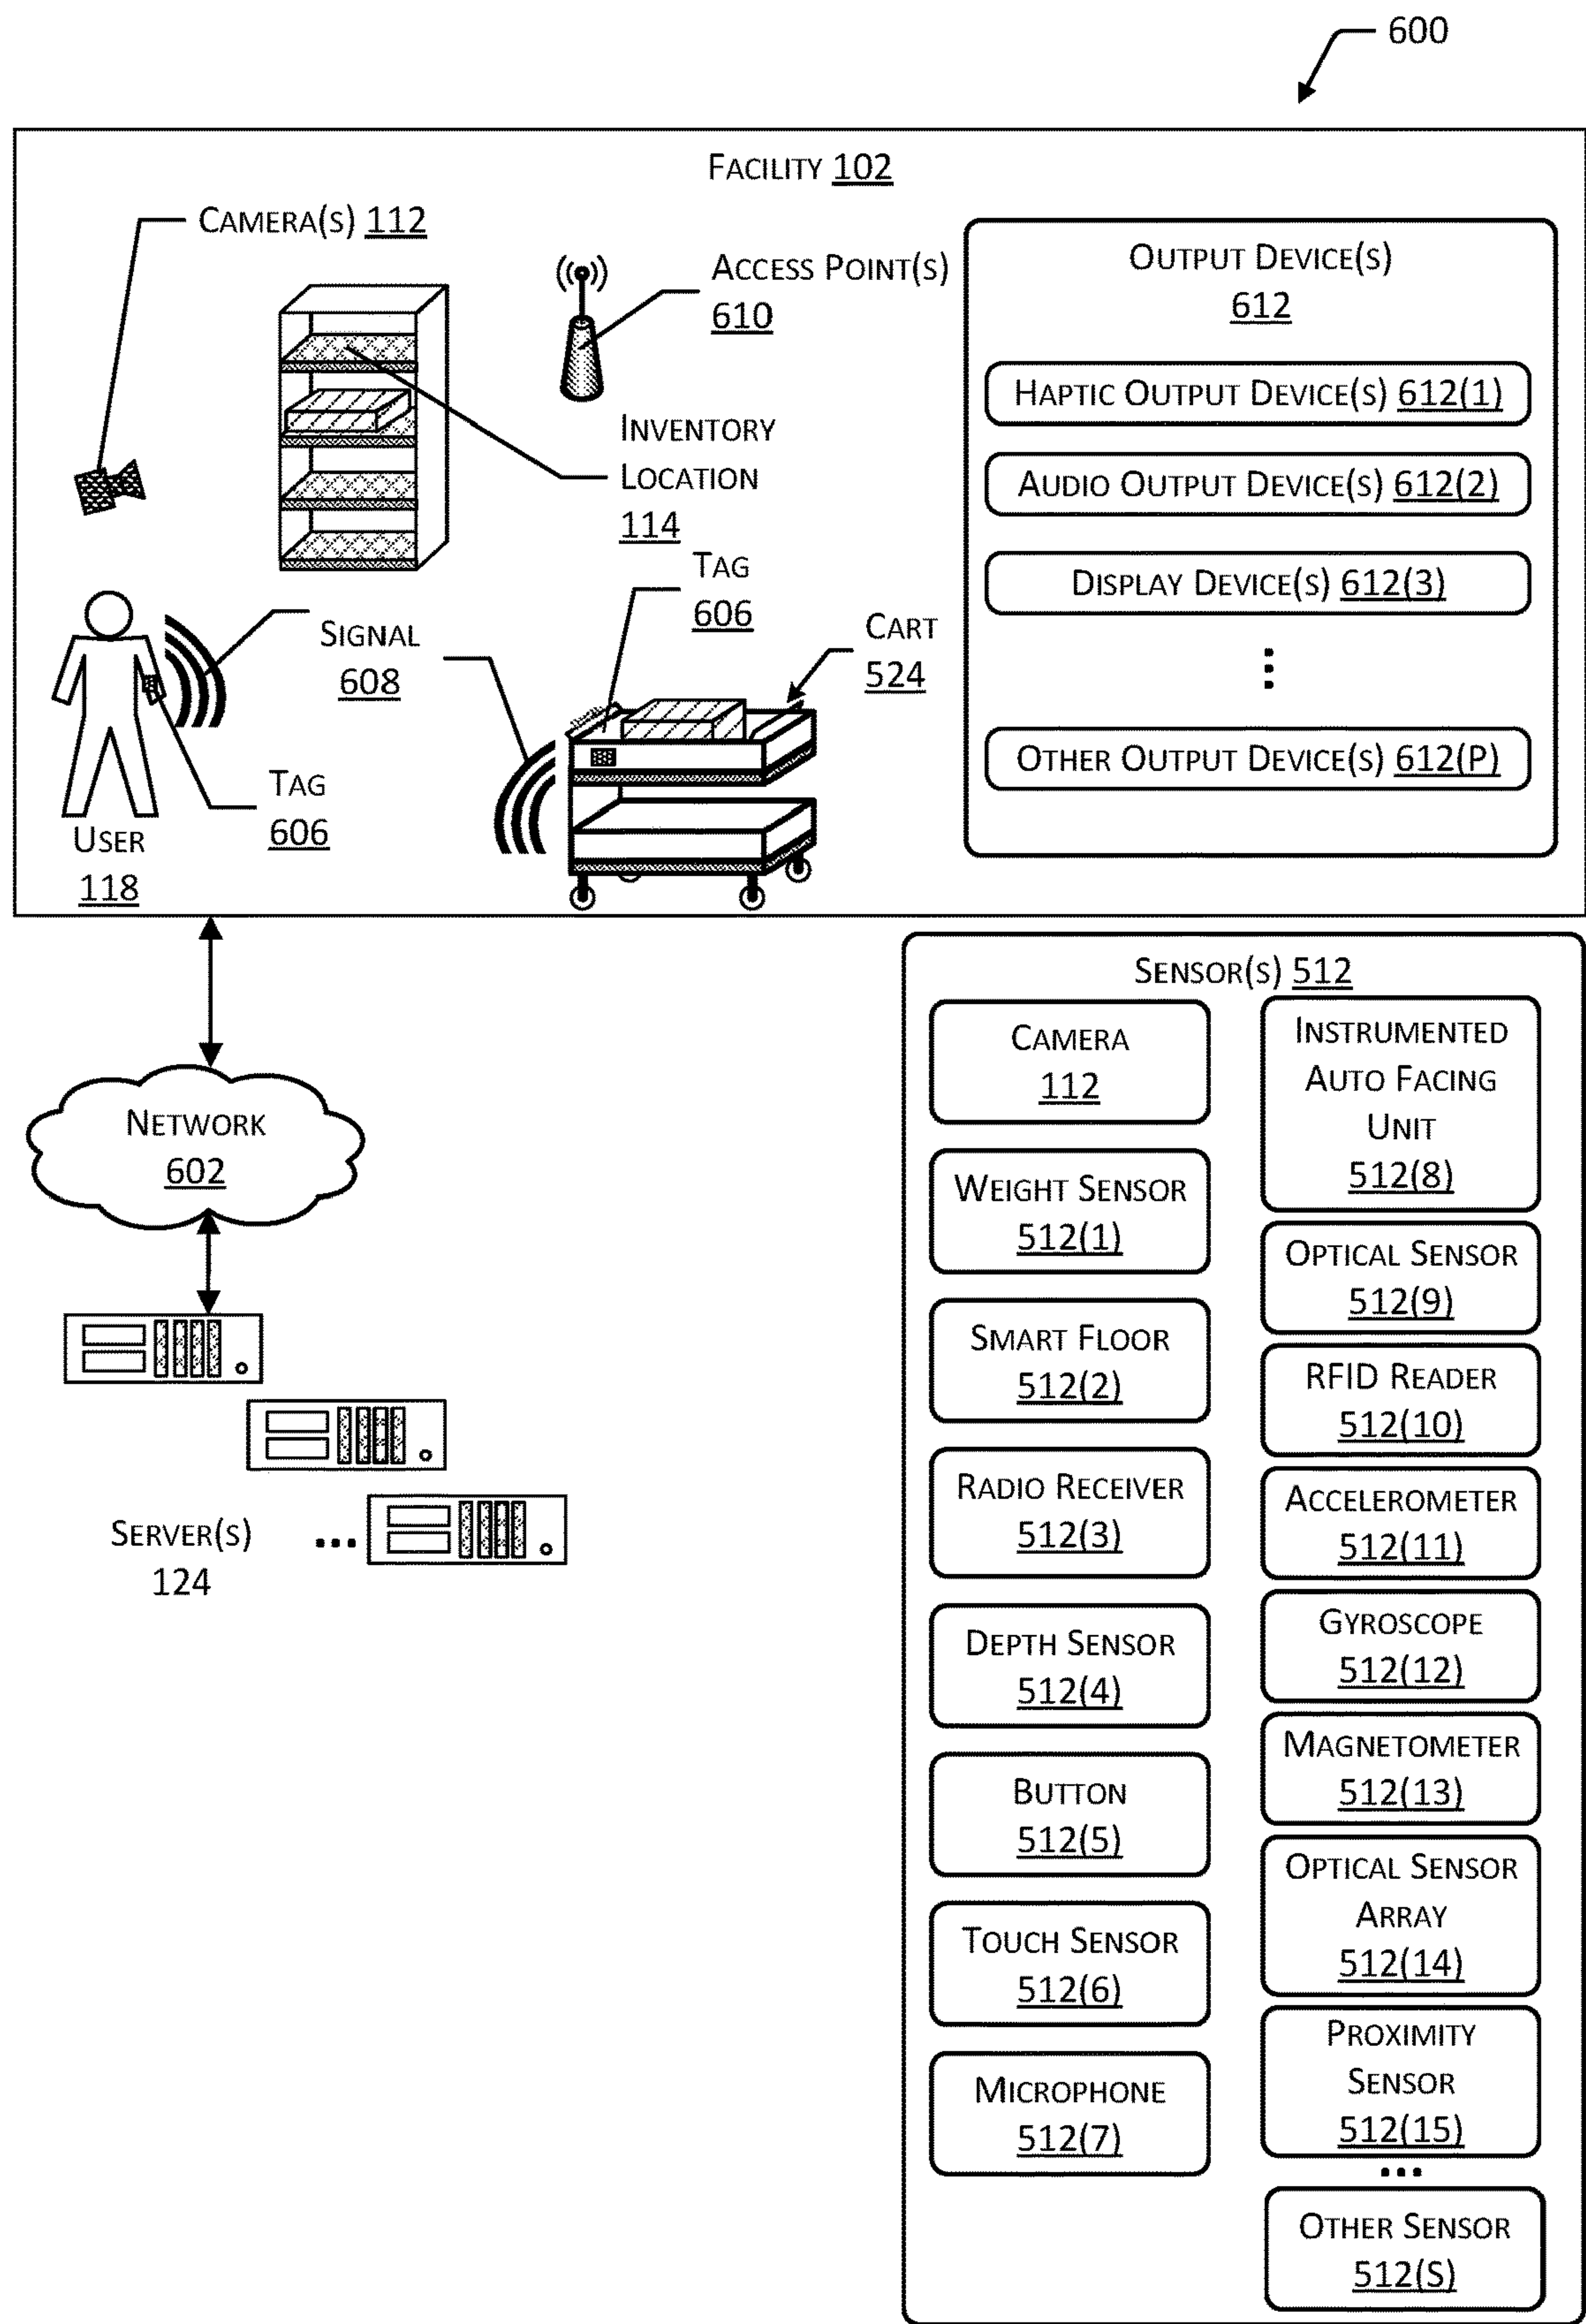 600
FACILITY 102
CAMERA(S) 112
ACCESS POINT(S)
610
INVENTORY
LOCATION
114
TAG
606
SIGNAL
608
CART
524
TAG
606
USER
118
OUTPUT DEVICE(S)
612
HAPTIC OUTPUT DEVICE(S) 612(1)
AUDIO OUTPUT DEVICE(S) 612(2)
DISPLAY DEVICE(S) 612(3)
⋮
OTHER OUTPUT DEVICE(S) 612(P)
NETWORK
602
SERVER(S)
124
...
SENSOR(S) 512
CAMERA
112
WEIGHT SENSOR
512(1)
SMART FLOOR
512(2)
RADIO RECEIVER
512(3)
DEPTH SENSOR
512(4)
BUTTON
512(5)
TOUCH SENSOR
512(6)
MICROPHONE
512(7)
INSTRUMENTED
AUTO FACING
UNIT
512(8)
OPTICAL SENSOR
512(9)
RFID READER
512(10)
ACCELEROMETER
512(11)
GYROSCOPE
512(12)
MAGNETOMETER
512(13)
OPTICAL SENSOR
ARRAY
512(14)
PROXIMITY
SENSOR
512(15)
...
OTHER SENSOR
512(S)